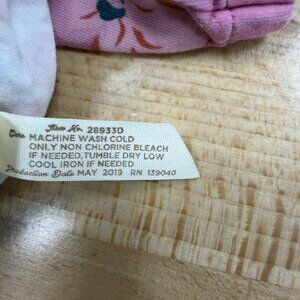 Item No. 289330
Care MACHINE WASH COLD
ONLY NON CHLORINE BLEACH
IF NEEDED, TUMBLE DRY LOW
COOL IRON IF NEEDED
Production Date MAY 2019 RN 139040